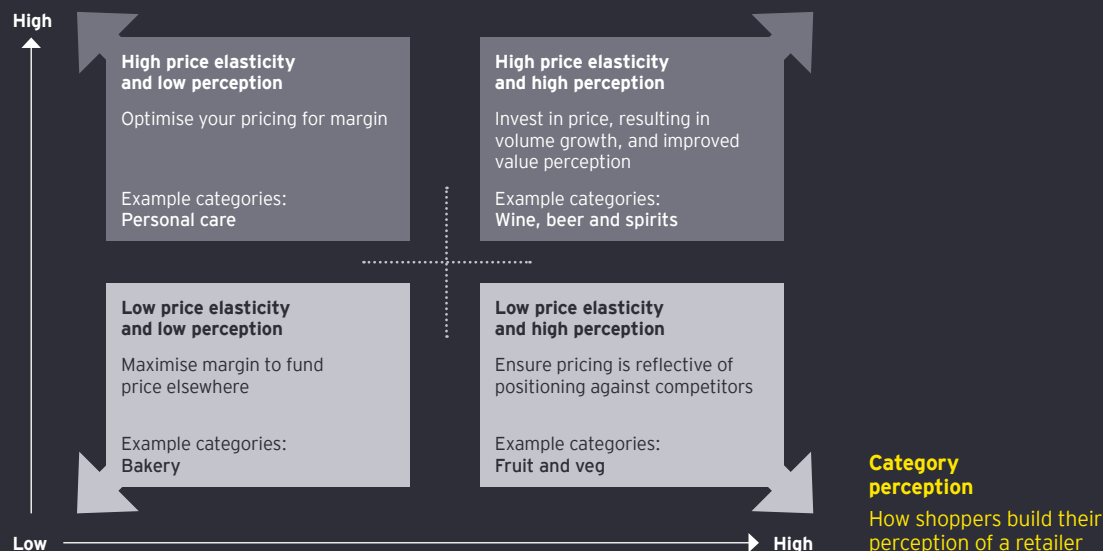 High
High price elasticity
and low perception
Optimise your pricing for margin
Example categories:
Personal care
High price elasticity
and high perception
Invest in price, resulting in
volume growth, and improved
value perception
Example categories:
Wine, beer and spirits
Low price elasticity
and low perception
Maximise margin to fund
price elsewhere
Example categories:
Bakery
Low price elasticity
and high perception
Ensure pricing is reflective of
positioning against competitors
Example categories:
Fruit and veg
Category
perception
How shoppers build their
perception of a retailer
Low
High